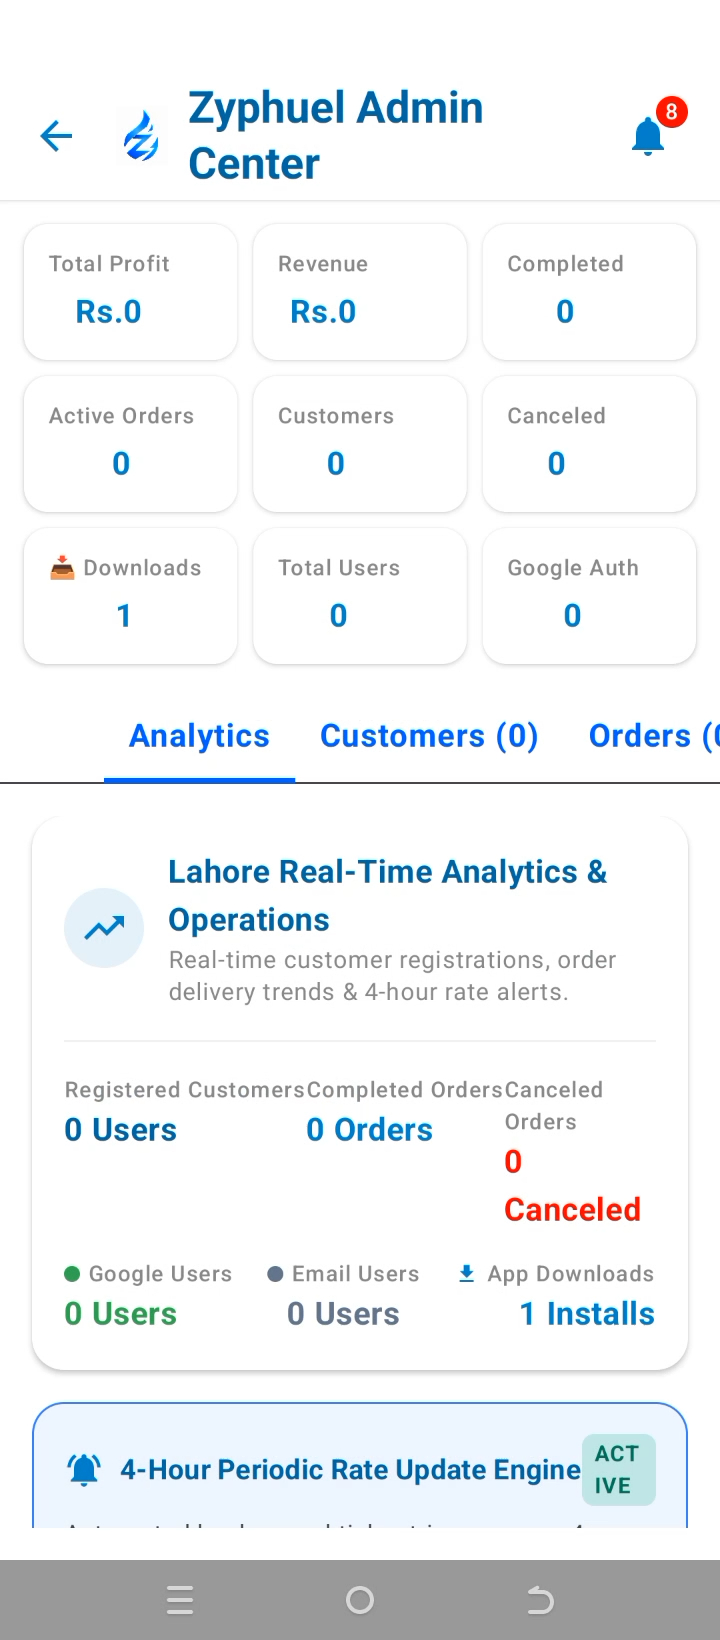 Zyphuel Admin
Center
8
Total Profit
Rs.0
Revenue
Rs.0
Completed
0
Active Orders
0
Customers
0
Canceled
0
Downloads
1
Total Users
0
Google Auth
0
Analytics
Customers (0)
Orders (0
Lahore Real-Time Analytics &
Operations
Real-time customer registrations, order
delivery trends & 4-hour rate alerts.
Registered Customers
0 Users
Completed Orders
0 Orders
Canceled
Orders
0
Canceled
Google Users
0 Users
Email Users
0 Users
App Downloads
1 Installs
4-Hour Periodic Rate Update Engine
ACT
IVE